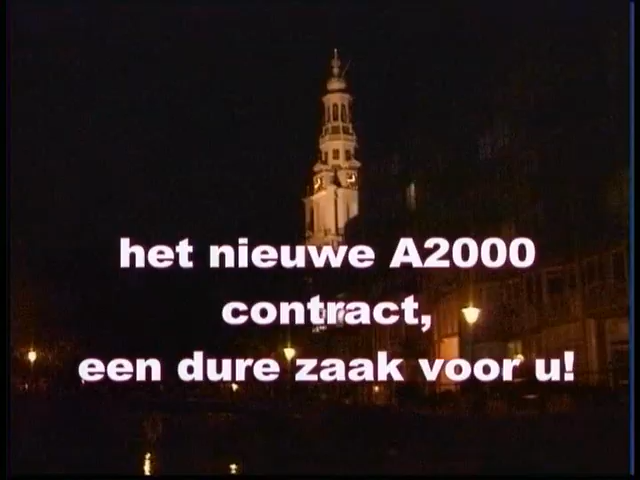 het nieuwe A2000
contract,
een dure zaak voor u!